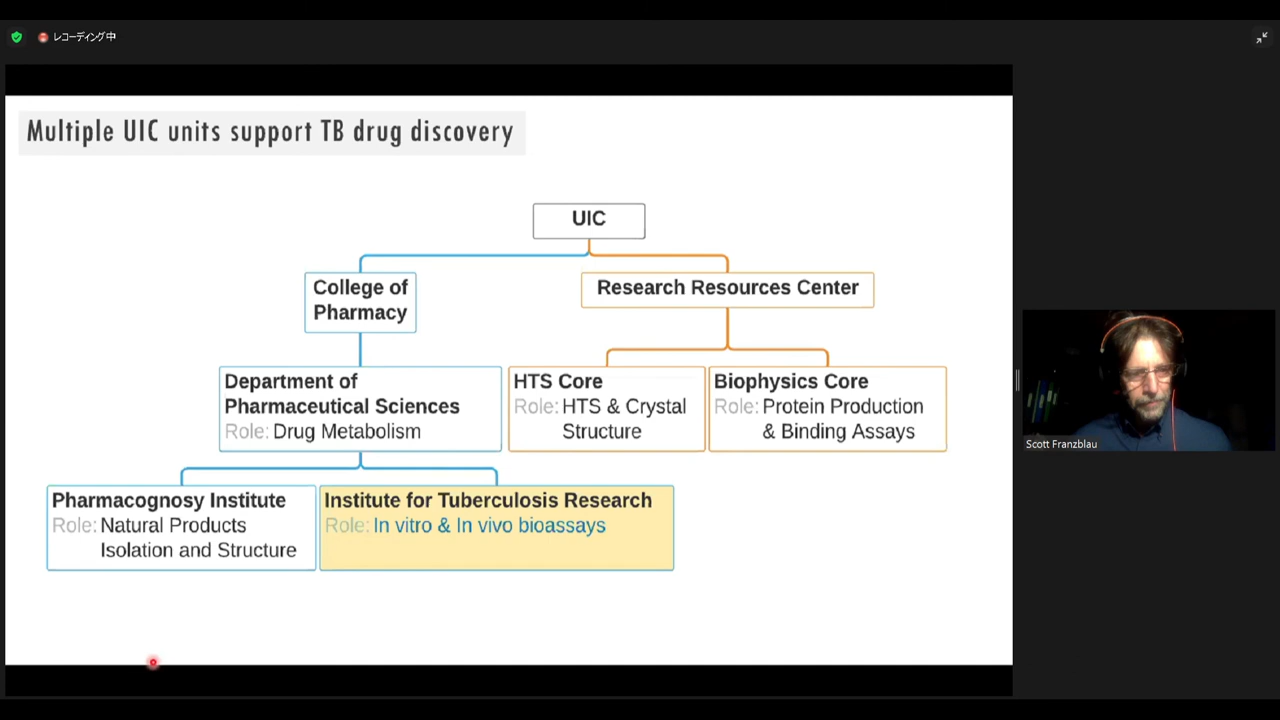 レコーディング中
Multiple UIC units support TB drug discovery
UIC
College of
Pharmacy
Research Resources Center
Department of
Pharmaceutical Sciences
Role: Drug Metabolism
HTS Core
Role: HTS & Crystal
Structure
Biophysics Core
Role: Protein Production
& Binding Assays
Pharmacognosy Institute
Role: Natural Products
Isolation and Structure
Institute for Tuberculosis Research
Role: In vitro & In vivo bioassays
Scott Franzblau